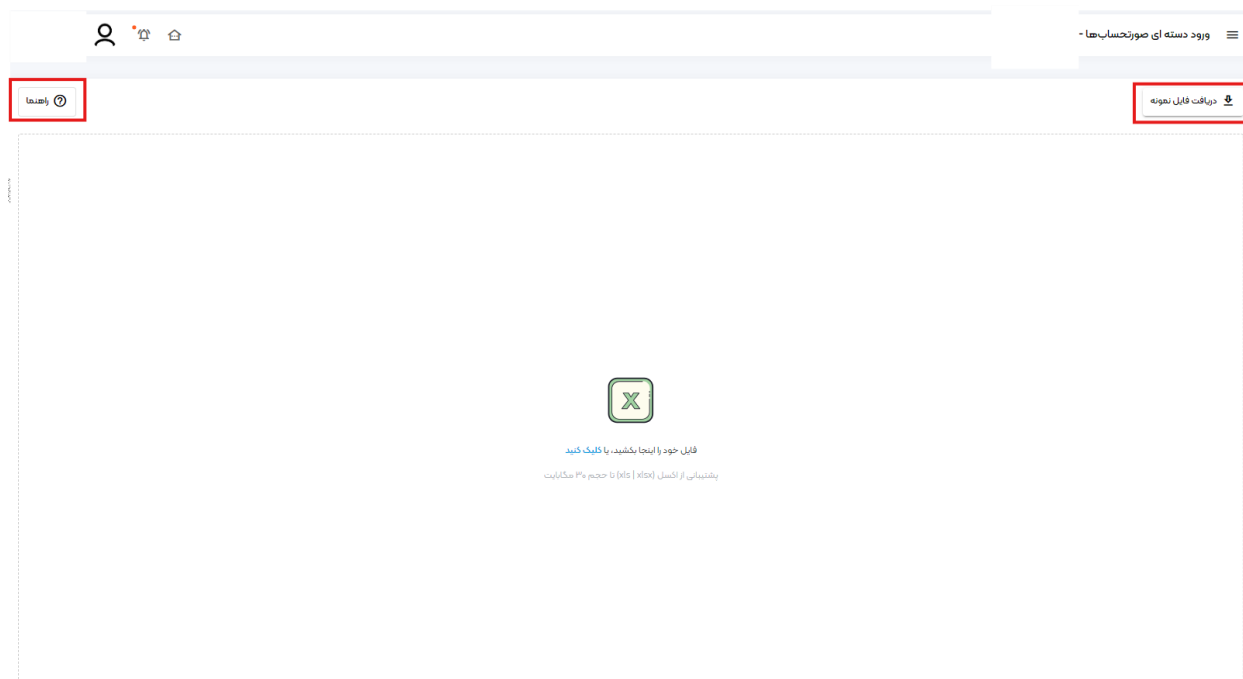 ورود دسته ای صورتحساب‌ها -
دریافت فایل نمونه
راهنما
فایل خود را اینجا بکشید، یا کلیک کنید
پشتیبانی از اکسل (xls | xlsx) تا حجم ۳۰ مگابایت